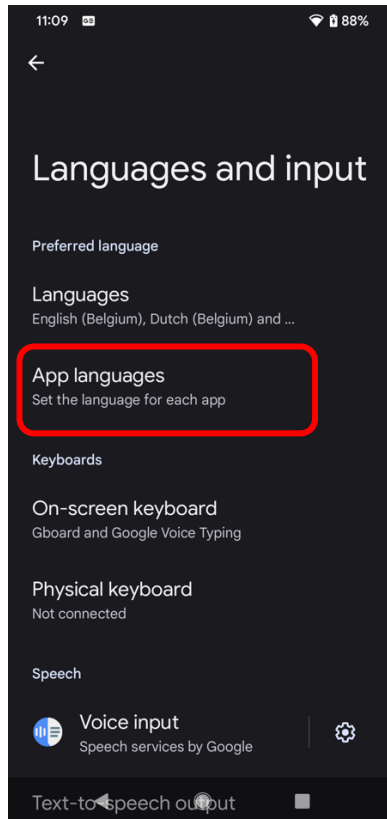 11:09 88%
Languages and input
Preferred language
Languages
English (Belgium), Dutch (Belgium) and ...
App languages
Set the language for each app
Keyboards
On-screen keyboard
Gboard and Google Voice Typing
Physical keyboard
Not connected
Speech
Voice input
Speech services by Google
Text-to-speech output